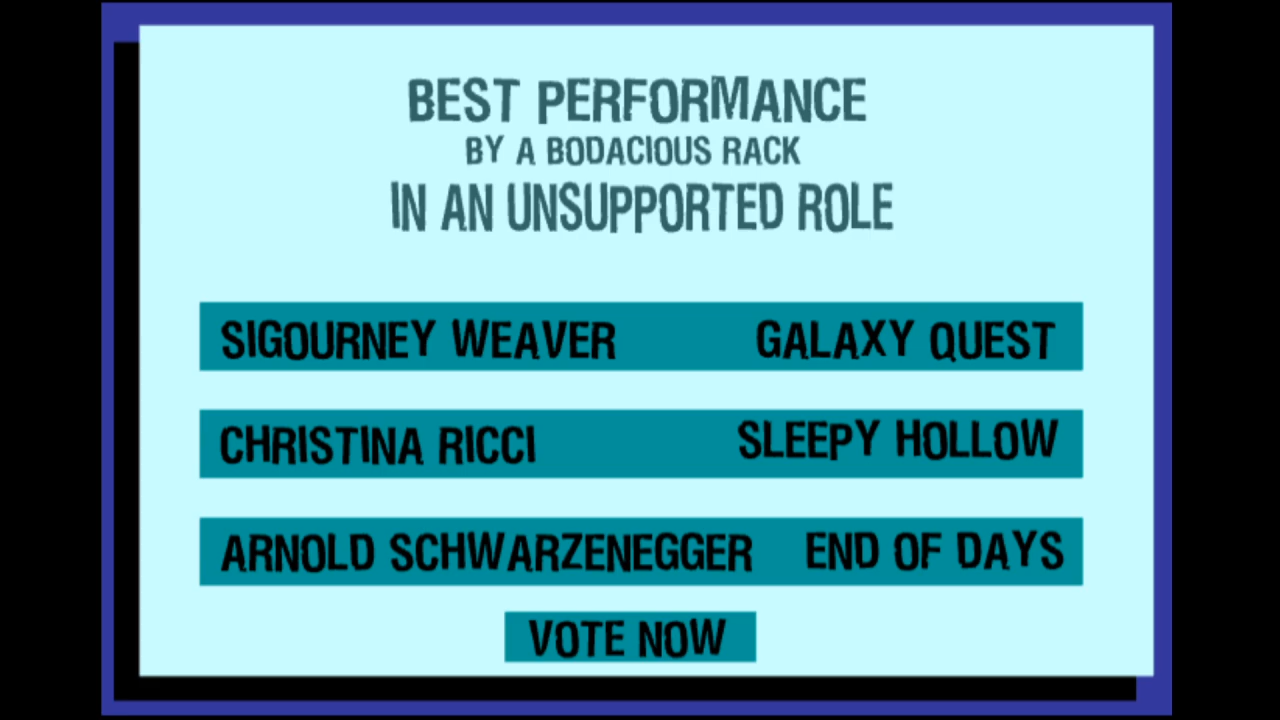 BEST PERFORMANCE
BY A BODACIOUS RACK
IN AN UNSUPPORTED ROLE
SIGOURNEY WEAVER GALAXY QUEST
CHRISTINA RICCI SLEEPY HOLLOW
ARNOLD SCHWARZENEGGER END OF DAYS
VOTE NOW